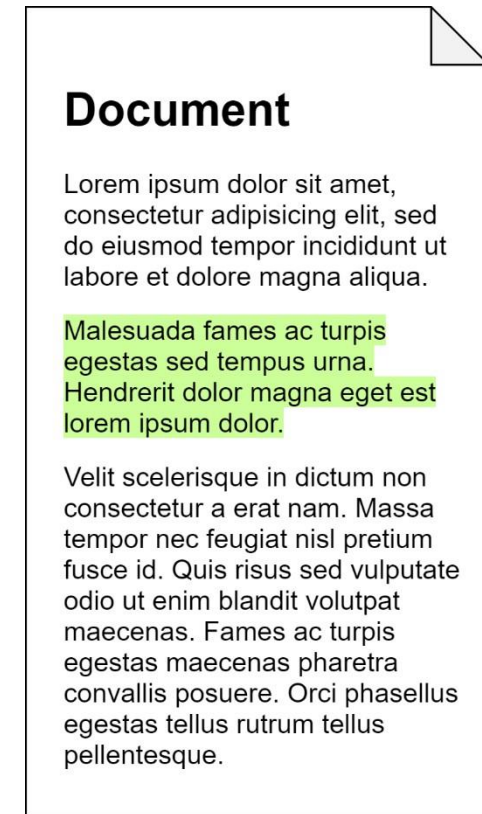 Document
Lorem ipsum dolor sit amet,
consectetur adipisicing elit, sed
do eiusmod tempor incididunt ut
labore et dolore magna aliqua.
Malesuada fames ac turpis
egestas sed tempus urna.
Hendrerit dolor magna eget est
lorem ipsum dolor.
Velit scelerisque in dictum non
consectetur a erat nam. Massa
tempor nec feugiat nisl pretium
fusce id. Quis risus sed vulputate
odio ut enim blandit volutpat
maecenas. Fames ac turpis
egestas maecenas pharetra
convallis posuere. Orci phasellus
egestas tellus rutrum tellus
pellentesque.